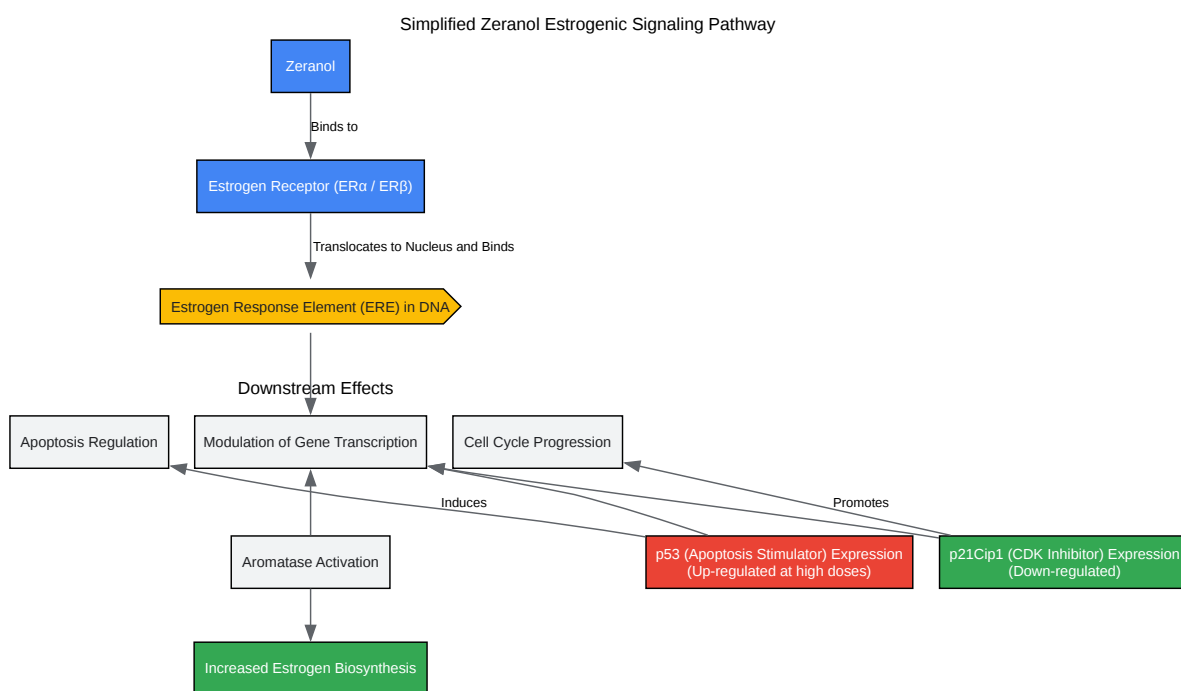 Simplified Zeranol Estrogenic Signaling Pathway
Zeranol
Binds to
Estrogen Receptor (ERα / ERβ)
Translocates to Nucleus and Binds
Estrogen Response Element (ERE) in DNA
Downstream Effects
Apoptosis Regulation
Modulation of Gene Transcription
Cell Cycle Progression
Induces
Promotes
Aromatase Activation
p53 (Apoptosis Stimulator) Expression
(Up-regulated at high doses)
p21Cip1 (CDK Inhibitor) Expression
(Down-regulated)
Increased Estrogen Biosynthesis